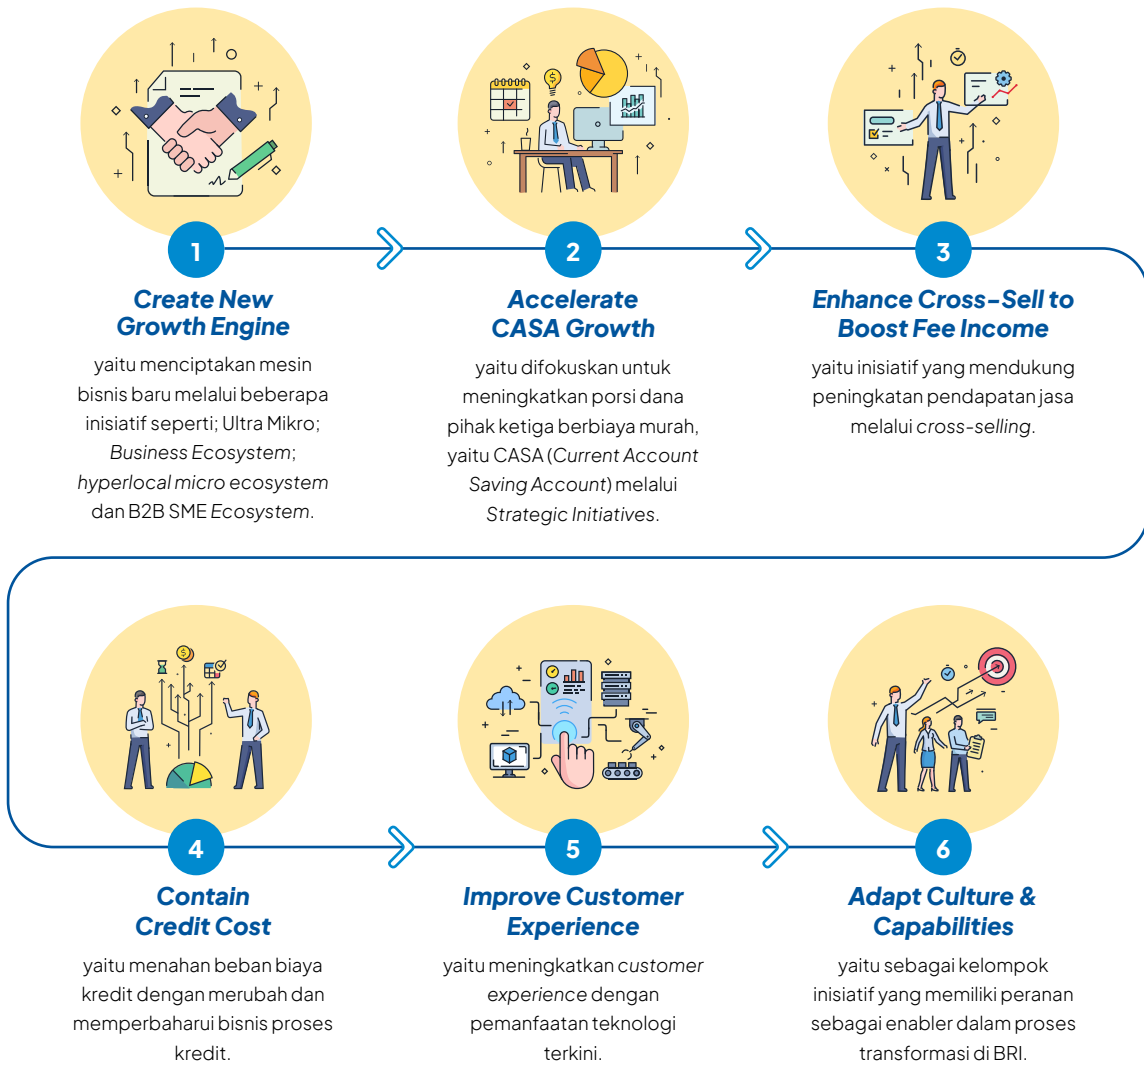 1
Create New
Growth Engine
yaitu menciptakan mesin
bisnis baru melalui beberapa
inisiatif seperti; Ultra Mikro;
Business Ecosystem;
hyperlocal micro ecosystem
dan B2B SME Ecosystem.
2
Accelerate
CASA Growth
yaitu difokuskan untuk
meningkatkan porsi dana
pihak ketiga berbiaya murah,
yaitu CASA (Current Account
Saving Account) melalui
Strategic Initiatives.
3
Enhance Cross-Sell to
Boost Fee Income
yaitu inisiatif yang mendukung
peningkatan pendapatan jasa
melalui cross-selling.
4
Contain
Credit Cost
yaitu menahan beban biaya
kredit dengan merubah dan
memperbaharui bisnis proses
kredit.
5
Improve Customer
Experience
yaitu meningkatkan customer
experience dengan
pemanfaatan teknologi
terkini.
6
Adapt Culture &
Capabilities
yaitu sebagai kelompok
inisiatif yang memiliki peranan
sebagai enabler dalam proses
transformasi di BRI.